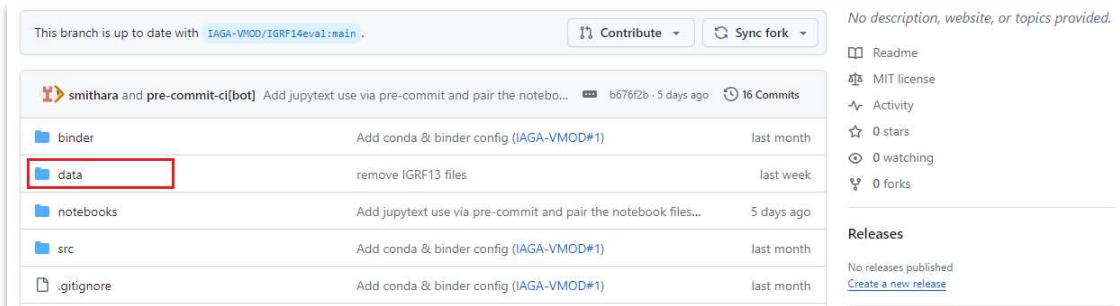 This branch is up to date with IAGA-VMOD/IGRF14eval:main .
Contribute
Sync fork
smithara and pre-commit-ci[bot] Add jupytext use via pre-commit and pair the notebo... b676f2b · 5 days ago 16 Commits
binder Add conda & binder config (IAGA-VMOD#1) last month
data remove IGRF13 files last week
notebooks Add jupytext use via pre-commit and pair the notebook files... 5 days ago
src Add conda & binder config (IAGA-VMOD#1) last month
.gitignore Add conda & binder config (IAGA-VMOD#1) last month
No description, website, or topics provided.
Readme
MIT license
Activity
0 stars
0 watching
0 forks
Releases
No releases published
Create a new release